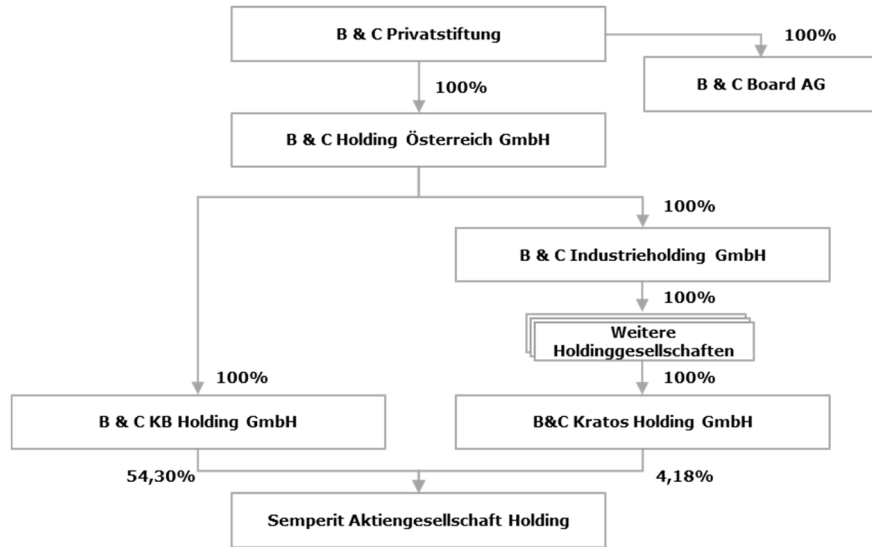 B & C Privatstiftung
100%
B & C Board AG
100%
B & C Holding Österreich GmbH
100%
B & C Industrieholding GmbH
100%
Weitere
Holdinggesellschaften
100%
100%
B & C KB Holding GmbH
B&C Kratos Holding GmbH
54,30%
4,18%
Semperit Aktiengesellschaft Holding